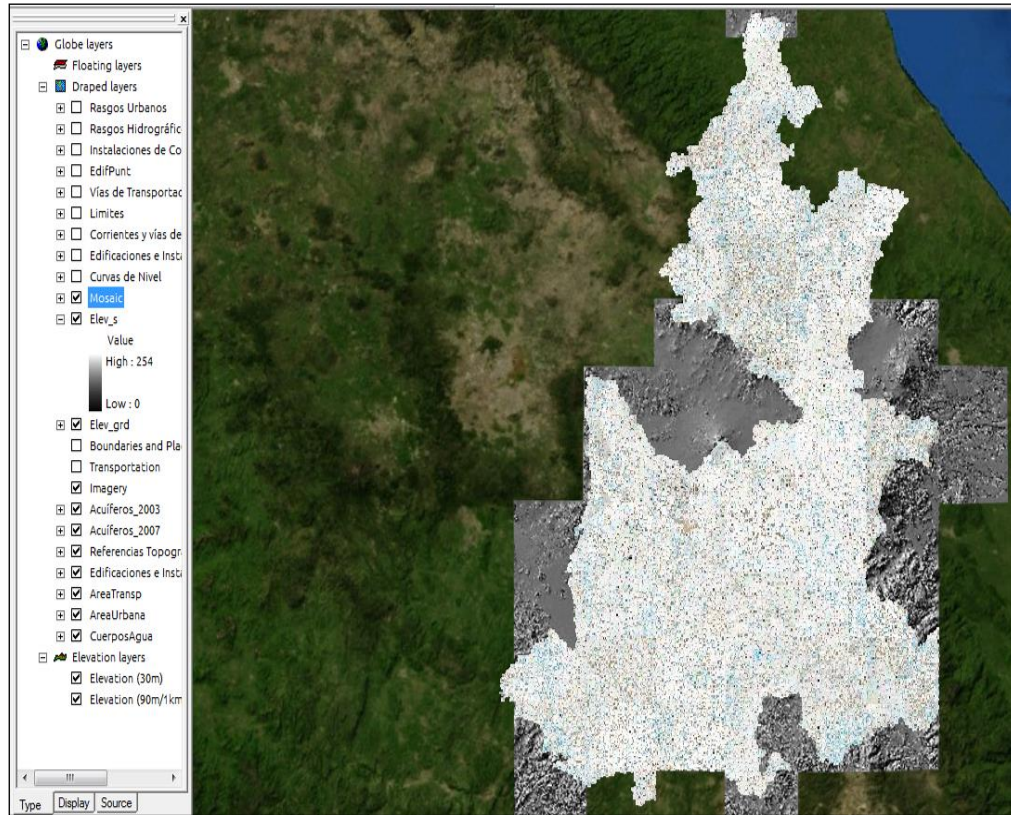 Globe layers
Floating layers
Draped layers
Rasgos Urbanos
Rasgos Hidrográfic
Instalaciones de Co
EdifPunt
Vías de Transportac
Limites
Corrientes y vías de
Edificaciones e Insta
Curvas de Nivel
Mosaic
Elev_s
Value
High : 254
Low : 0
Elev_grd
Boundaries and Pla
Transportation
Imagery
Acuíferos_2003
Acuíferos_2007
Referencias Topogr
Edificaciones e Insta
AreaTransp
AreaUrbana
CuerposAgua
Elevation layers
Elevation (30m)
Elevation (90m/1km
Type Display Source